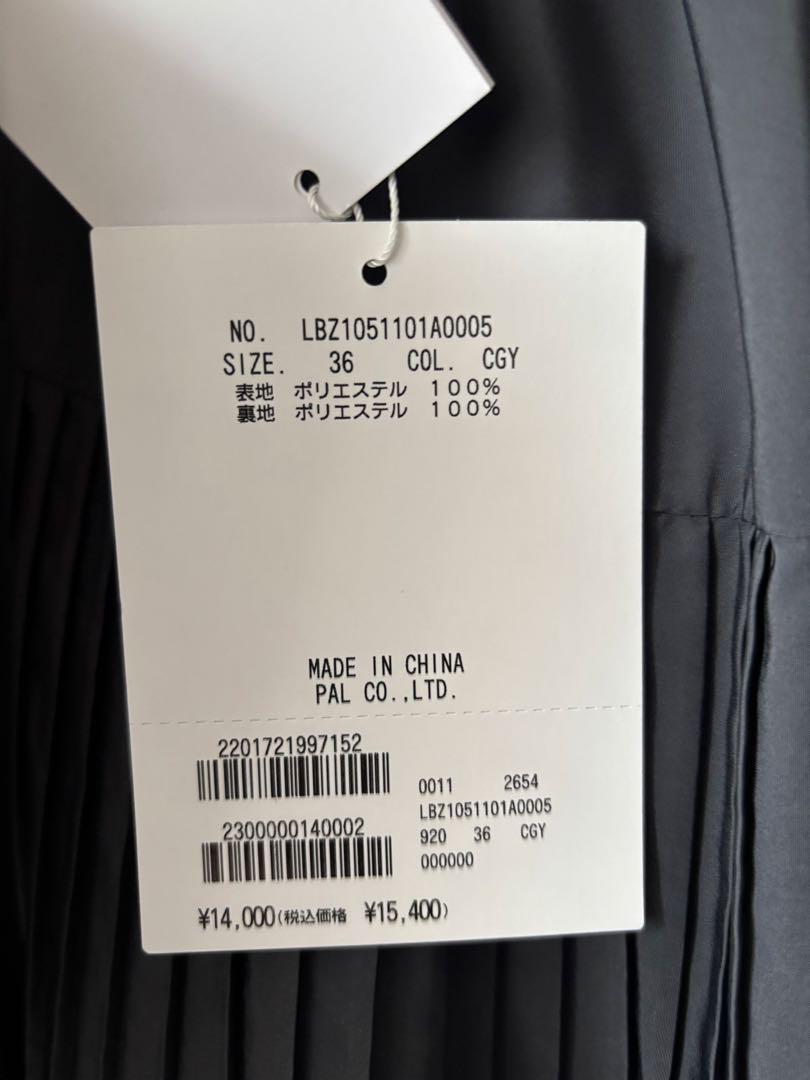 NO. LBZ1051101A0005
SIZE. 36 COL. CGY
表地 ポリエステル 100%
裏地 ポリエステル 100%
MADE IN CHINA
PAL CO.,LTD.
2201721997152
2300000140002
0011 2654
LBZ1051101A0005
920 36 CGY
000000
¥14,000(税込価格 ¥15,400)